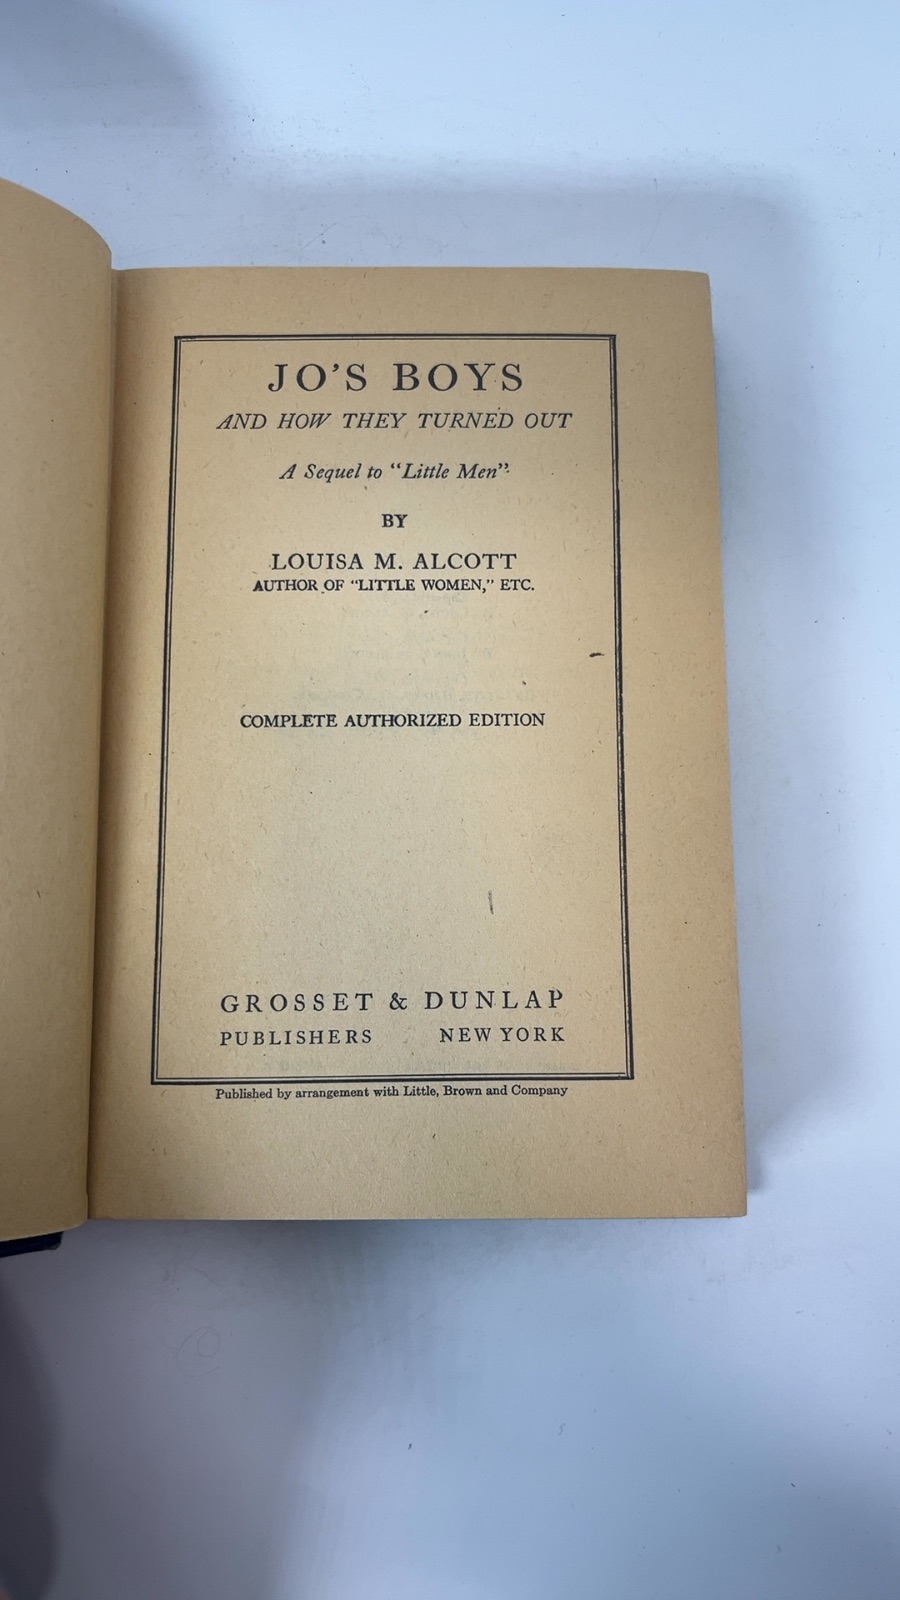 JO'S BOYS
AND HOW THEY TURNED OUT
A Sequel to "Little Men"
BY
LOUISA M. ALCOTT
AUTHOR OF "LITTLE WOMEN," ETC.
COMPLETE AUTHORIZED EDITION
GROSSET & DUNLAP
PUBLISHERS NEW YORK
Published by arrangement with Little, Brown and Company